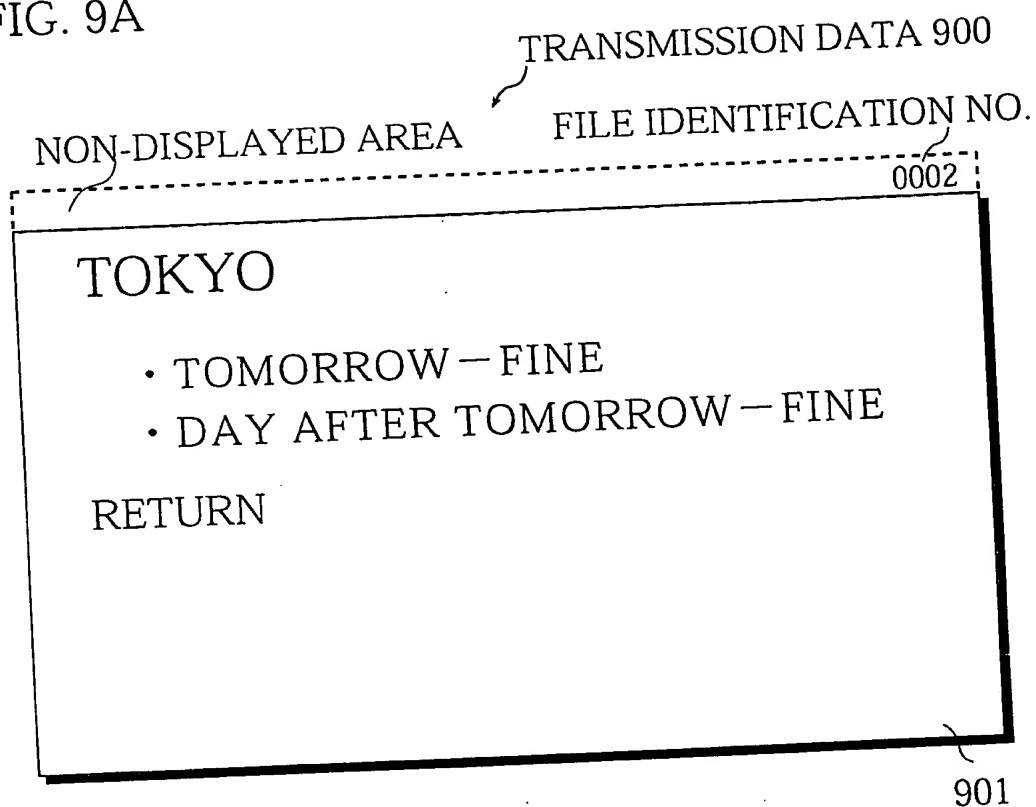 FIG. 9A
TRANSMISSION DATA 900
NON-DISPLAYED AREA
FILE IDENTIFICATION NO.
0002
TOKYO
・TOMORROW—FINE
・DAY AFTER TOMORROW—FINE
RETURN
901